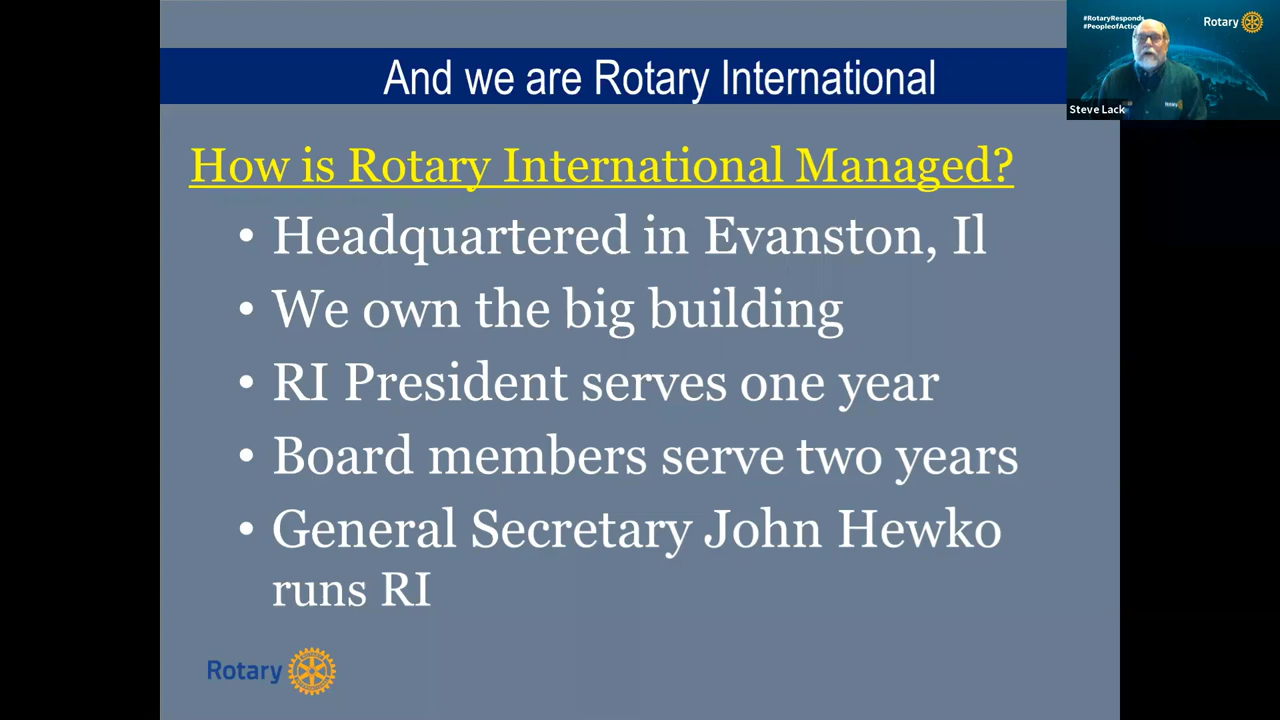 And we are Rotary International
#RotaryResponds
#PeopleofActio
Rotary
Rotary
Steve Lack
How is Rotary International Managed?
• Headquartered in Evanston, Il
• We own the big building
• RI President serves one year
• Board members serve two years
• General Secretary John Hewko
runs RI
Rotary